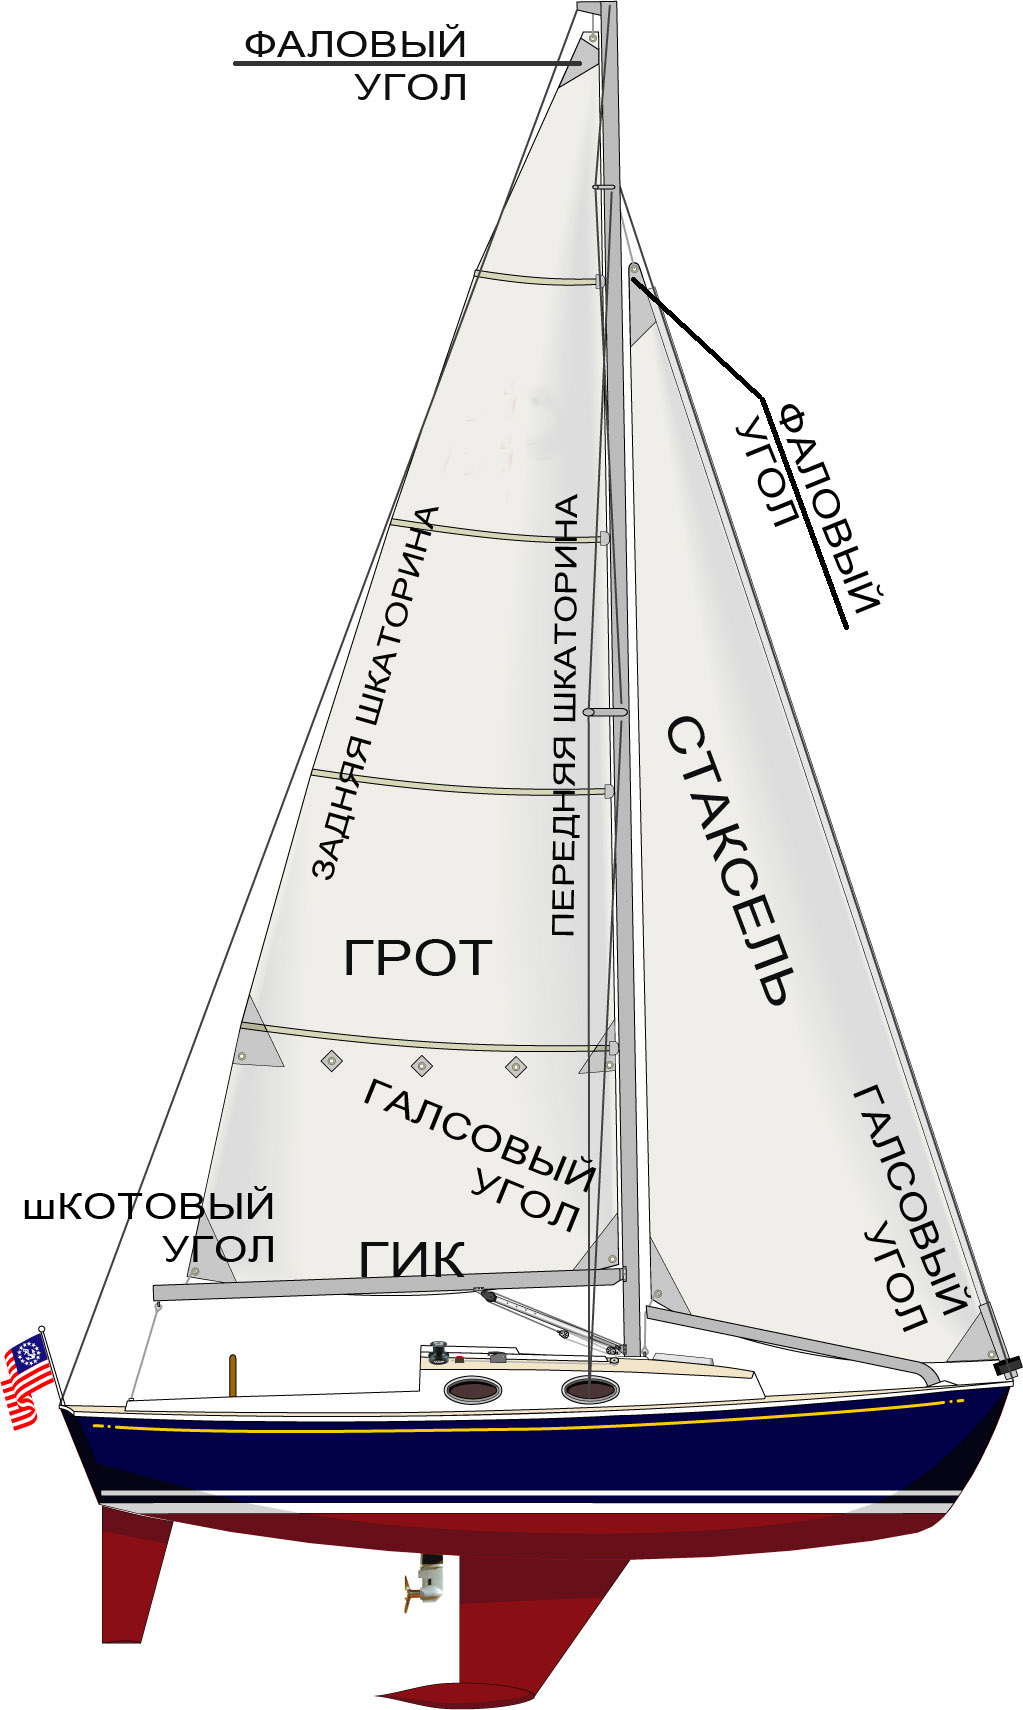 ФАЛОВЫЙ
УГОЛ
ФАЛОВЫЙ
УГОЛ
ЗАДНЯЯ ШКАТОРИНА
ПЕРЕДНЯЯ ШКАТОРИНА
СТАКСЕЛЬ
ГРОТ
ГАЛСОВЫЙ
УГОЛ
ГАЛСОВЫЙ
УГОЛ
шКОТОВЫЙ
УГОЛ
ГИК